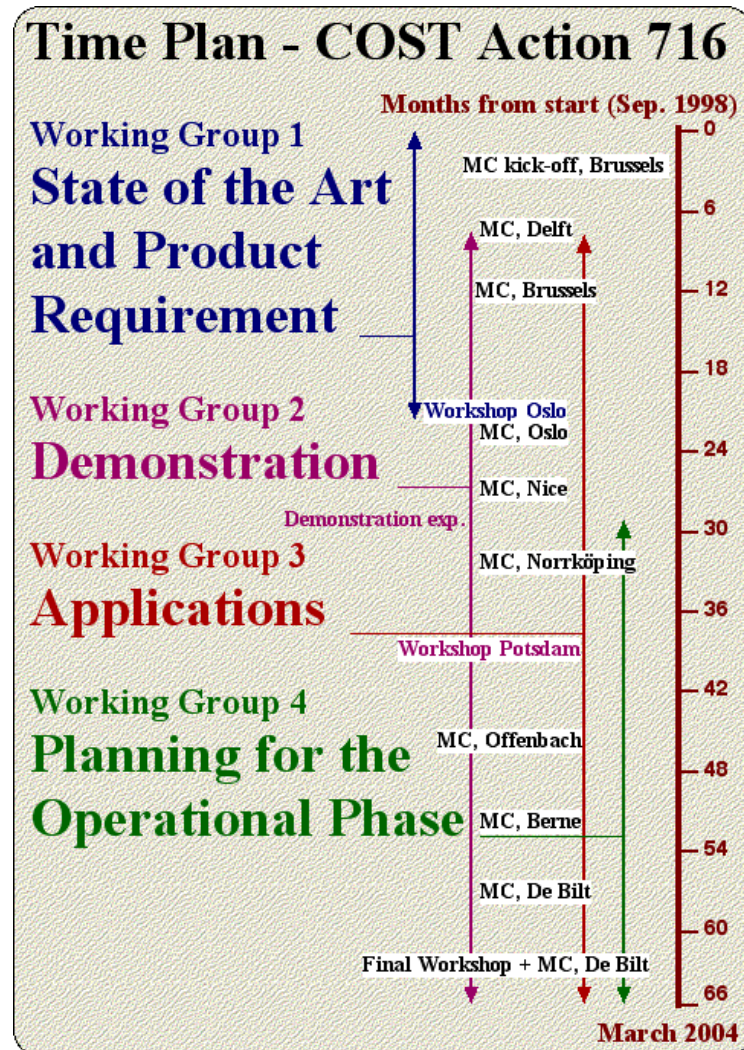 Time Plan - COST Action 716
Months from start (Sep. 1998)
Working Group 1
State of the Art
and Product
Requirement
Working Group 2
Demonstration
Demonstration exp.
Working Group 3
Applications
Working Group 4
Planning for the
Operational Phase
MC kick-off, Brussels
MC, Delft
MC, Brussels
Workshop Oslo
MC, Oslo
MC, Nice
MC, Norrköping
Workshop Potsdam
MC, Offenbach
MC, Berne
MC, De Bilt
Final Workshop + MC, De Bilt
0
6
12
18
24
30
36
42
48
54
60
66
March 2004